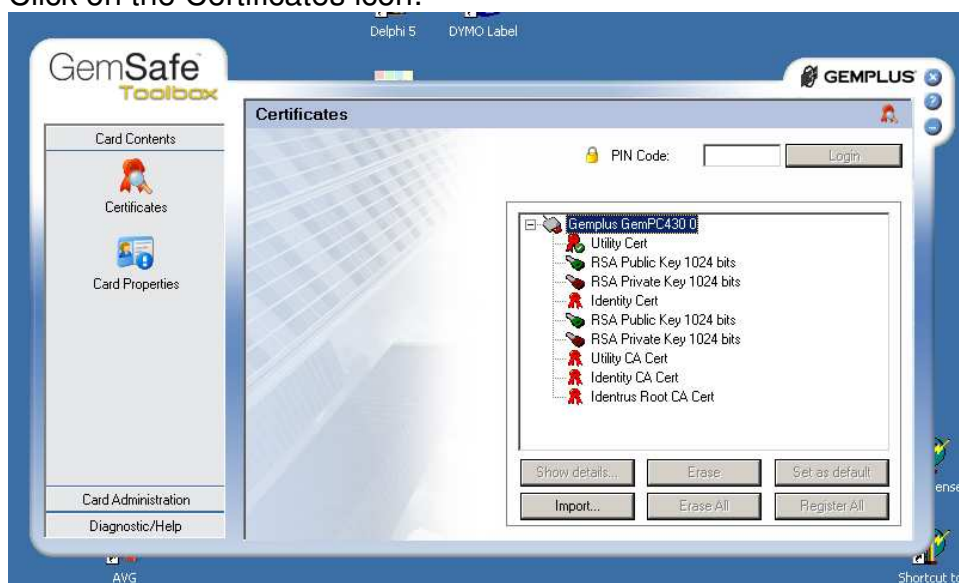 Click on the Certificates icon.
Delphi 5 DYMO Label
GemSafe
Toolbox
GEMPLUS
Certificates
Card Contents
PIN Code: Login
Certificates
Gemplus GemPC430 0
Utility Cert
RSA Public Key 1024 bits
Card Properties
RSA Private Key 1024 bits
Identity Cert
RSA Public Key 1024 bits
RSA Private Key 1024 bits
Utility CA Cert
Identity CA Cert
Identrus Root CA Cert
Show details... Erase Set as default
Card Administration
Import... Erase All Register All
Diagnostic/Help
AVG
Shortcut to